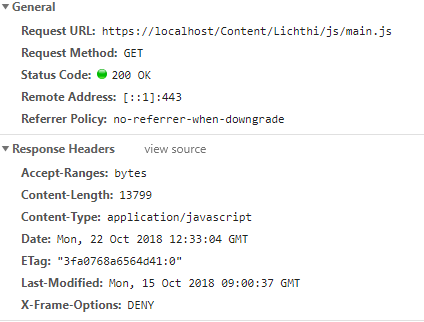 General
Request URL: https://localhost/Content/Lichthi/js/main.js
Request Method: GET
Status Code: 200 OK
Remote Address: [::1]:443
Referrer Policy: no-referrer-when-downgrade
Response Headers view source
Accept-Ranges: bytes
Content-Length: 13799
Content-Type: application/javascript
Date: Mon, 22 Oct 2018 12:33:04 GMT
ETag: "3fa0768a6564d41:0"
Last-Modified: Mon, 15 Oct 2018 09:00:37 GMT
X-Frame-Options: DENY